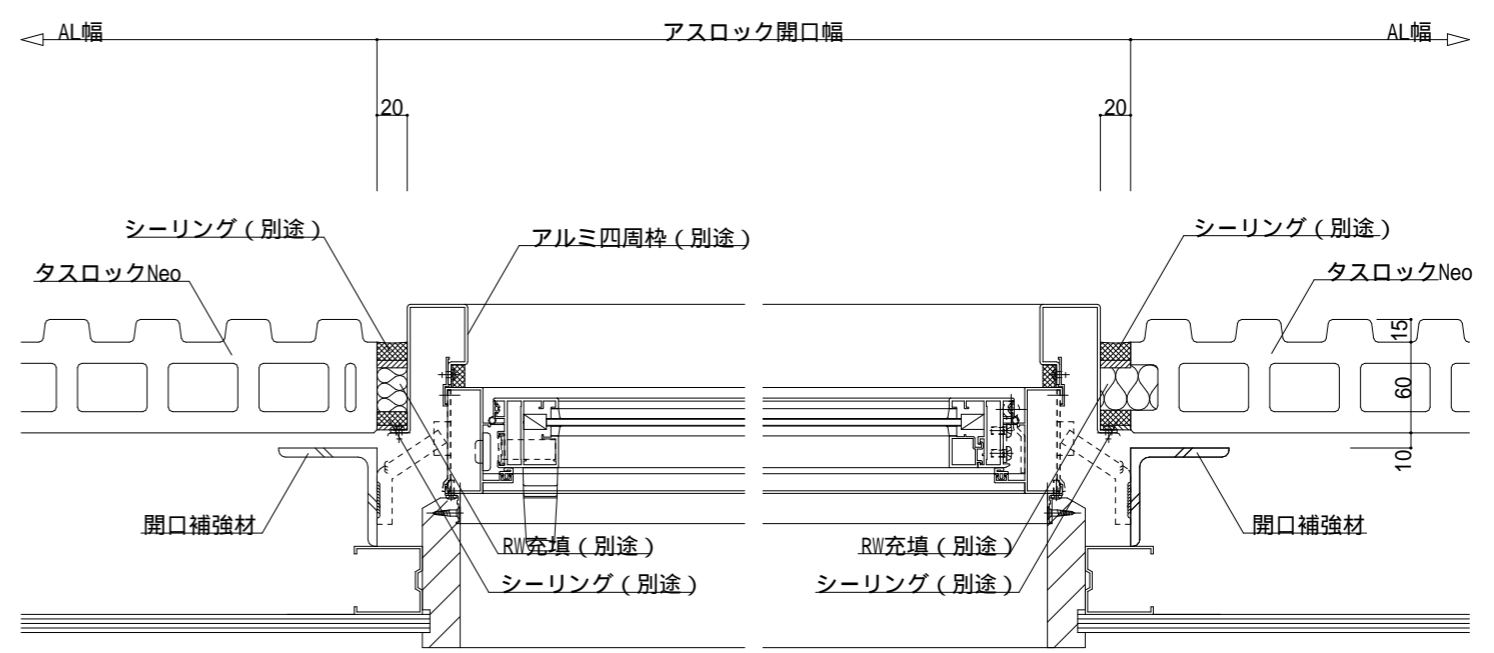 AL幅
アスロック開口幅
AL幅
20
20
シーリング(別途)
アルミ四周枠(別途)
シーリング(別途)
タスロックNeo
タスロックNeo
15
60
10
開口補強材
RW充填(別途)
RW充填(別途)
開口補強材
シーリング(別途)
シーリング(別途)